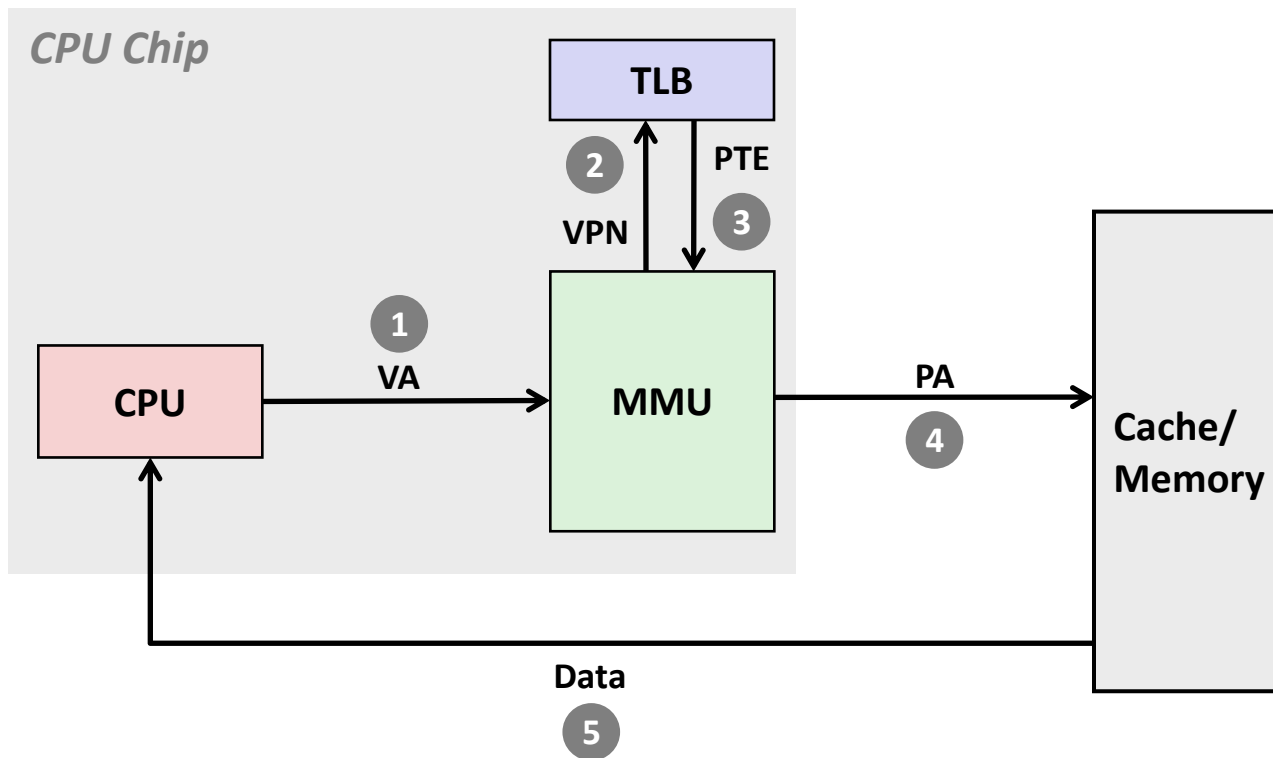 CPU Chip
TLB
2
PTE
VPN
3
1
VA
CPU
MMU
PA
4
Cache/
Memory
Data
5